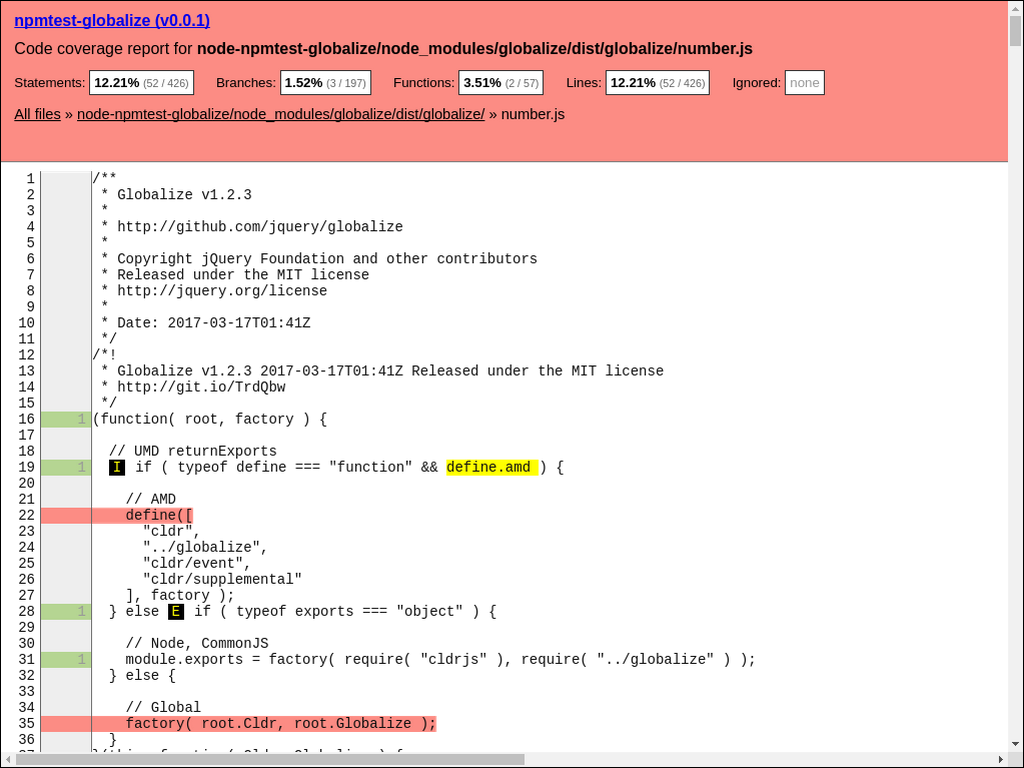 npmtest-globalize (v0.0.1)
Code coverage report for node-npmtest-globalize/node_modules/globalize/dist/globalize/number.js
Statements: 12.21% (52 / 426) Branches: 1.52% (3 / 197) Functions: 3.51% (2 / 57) Lines: 12.21% (52 / 426) Ignored: none
All files » node-npmtest-globalize/node_modules/globalize/dist/globalize/ » number.js
1 /**
2 * Globalize v1.2.3
3 *
4 * http://github.com/jquery/globalize
5 *
6 * Copyright jQuery Foundation and other contributors
7 * Released under the MIT license
8 * http://jquery.org/license
9 *
10 * Date: 2017-03-17T01:41Z
11 */
12 /*!
13 * Globalize v1.2.3 2017-03-17T01:41Z Released under the MIT license
14 * http://git.io/TrdQbw
15 */
16 1 (function( root, factory ) {
17
18 // UMD returnExports
19 1 I if ( typeof define === "function" && define.amd ) {
20
21 // AMD
22 define([
23 "cldr",
24 "../globalize",
25 "cldr/event",
26 "cldr/supplemental"
27 ], factory );
28 1 } else E if ( typeof exports === "object" ) {
29
30 // Node, CommonJS
31 1 module.exports = factory( require( "cldrjs" ), require( "../globalize" ) );
32 } else {
33
34 // Global
35 factory( root.Cldr, root.Globalize );
36 }